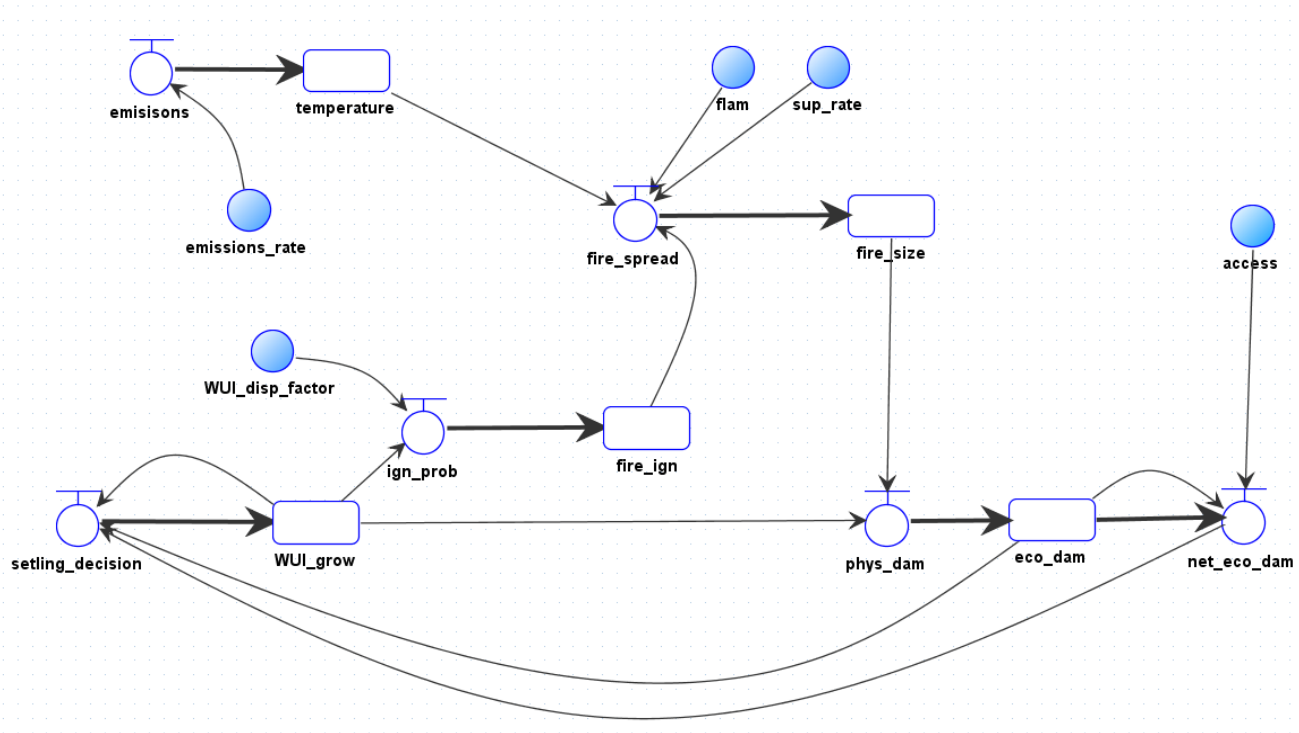 flam
sup_rate
emisisons
temperature
emissions_rate
fire_spread
fire_size
access
WUI_disp_factor
ign_prob
fire_ign
setling_decision
WUI_grow
phys_dam
eco_dam
net_eco_dam